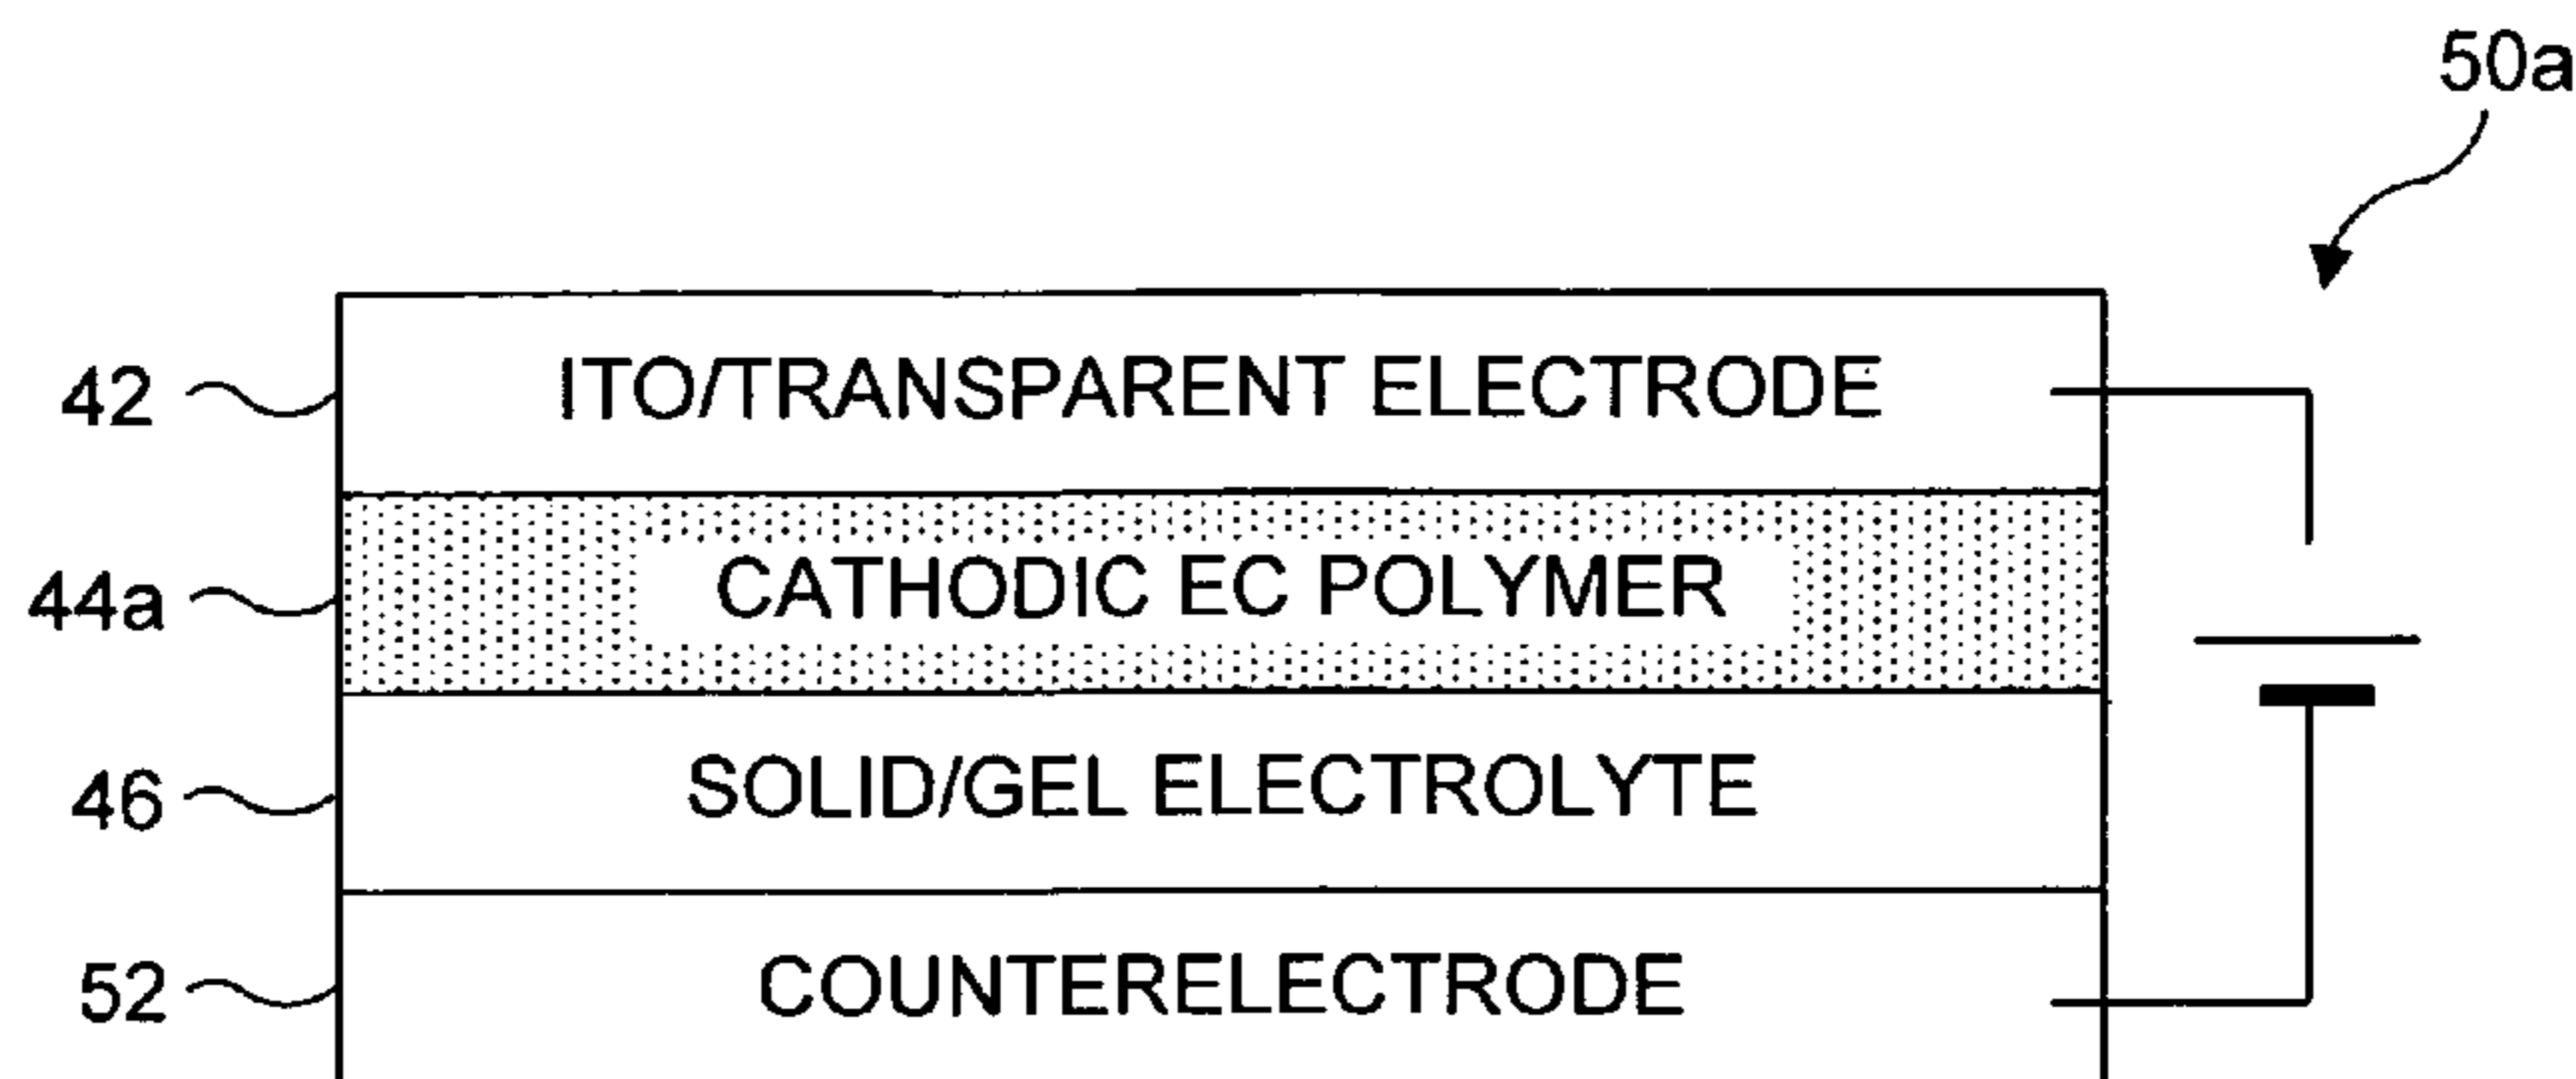 50a
42 ITO/TRANSPARENT ELECTRODE
44a CATHODIC EC POLYMER
46 SOLID/GEL ELECTROLYTE
52 COUNTERELECTRODE